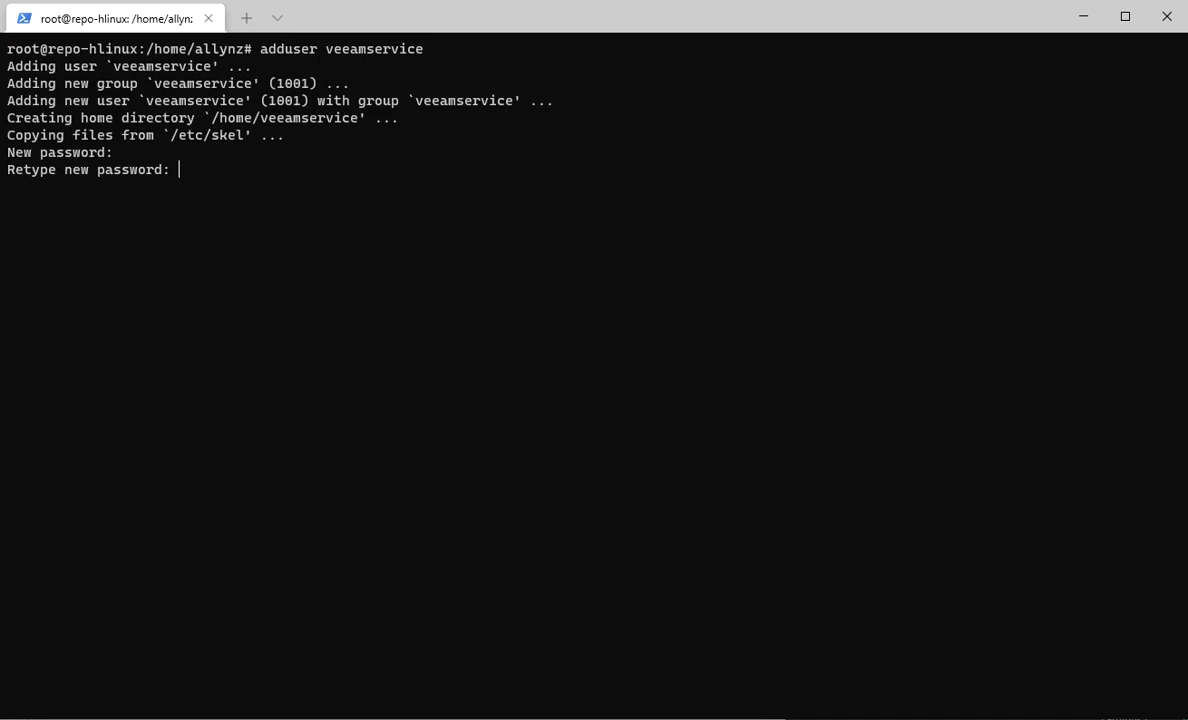 root@repo-hlinux: /home/allynz
root@repo-hlinux:/home/allynz# adduser veeamservice
Adding user `veeamservice' ...
Adding new group `veeamservice' (1001) ...
Adding new user `veeamservice' (1001) with group `veeamservice' ...
Creating home directory `/home/veeamservice' ...
Copying files from `/etc/skel' ...
New password:
Retype new password: